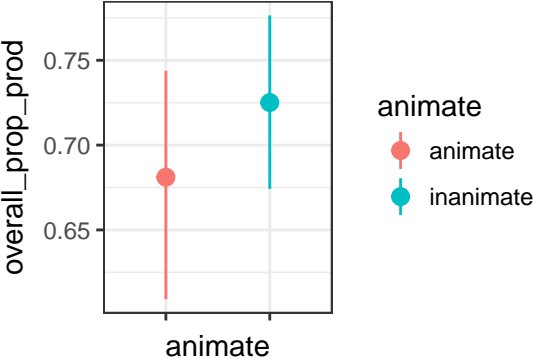 overall_prop_prod
0.75
0.70
0.65
animate
animate
animate
inanimate